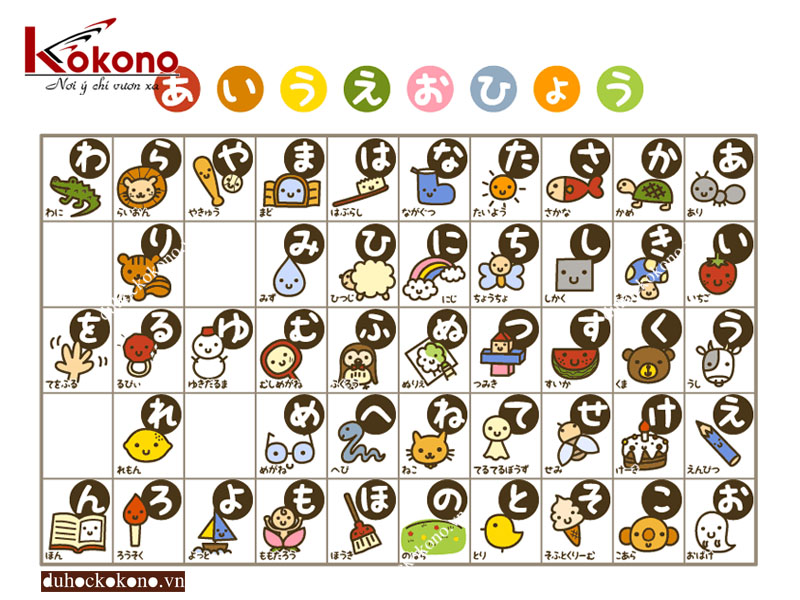 Kokono
Nơi ý chí vươn xa
あいうえおひょう
わ ら や ま は な た さ か あ
わに らいおん やきゅう まど はぶらし ながぐつ たいよう さかな かめ あり
り み ひ に ち し き い
みず ひつじ にじ ちょうちょ しかく いちご
を る ゆ む ふ ぬ つ す く う
てをふる るびい ゆきだるま むしめがね ふくろう ぬりえ つみき すいか くま うし
れ め へ ね て せ け え
れもん めがね へび ねこ てるてるぼうず せみ けーき えんぴつ
ん ろ よ も ほ の と そ こ お
ほん ろうそく よっと ももたろう ほうき のはら とり そふとくりーむ こあら おばけ
duhockokono.vn